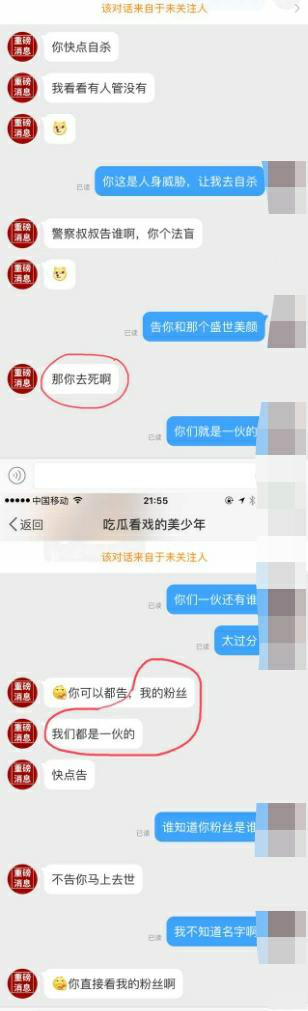 该对话来自于未关注人
重磅
消息
你快点自杀
重磅
消息
我看看有人管没有
重磅
消息
已读
你这是人身威胁，让我去自杀
重磅
消息
警察叔叔告谁啊，你个法盲
重磅
消息
已读
告你和那个盛世美颜
重磅
消息
那你去死啊
已读
你们就是一伙的
中国移动
21:55
返回
吃瓜看戏的美少年
该对话来自于未关注人
已读
你们一伙还有谁
已读
太过分
重磅
消息
你可以都告，我的粉丝
重磅
消息
我们都是一伙的
重磅
消息
快点告
已读
谁知道你粉丝是谁
重磅
消息
不告你马上去世
已读
我不知道名字啊
重磅
消息
你直接看我的粉丝啊